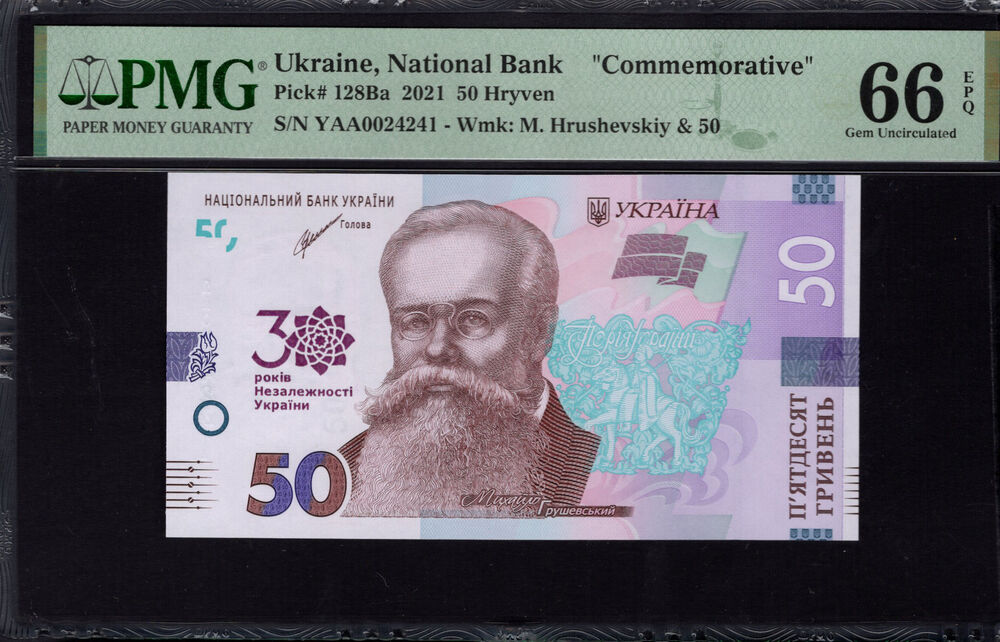 PMG®
PAPER MONEY GUARANTY
Ukraine, National Bank "Commemorative"
Pick# 128Ba 2021 50 Hryven
S/N YAA0024241 - Wmk: M. Hrushevskiy & 50
66
EPQ
Gem Uncirculated
НАЦІОНАЛЬНИЙ БАНК УКРАЇНИ
Голова
УКРАЇНА
50
30
років
Незалежності
України
50
Михайло
Грушевський
П'ЯТДЕСЯТ
ГРИВЕНЬ